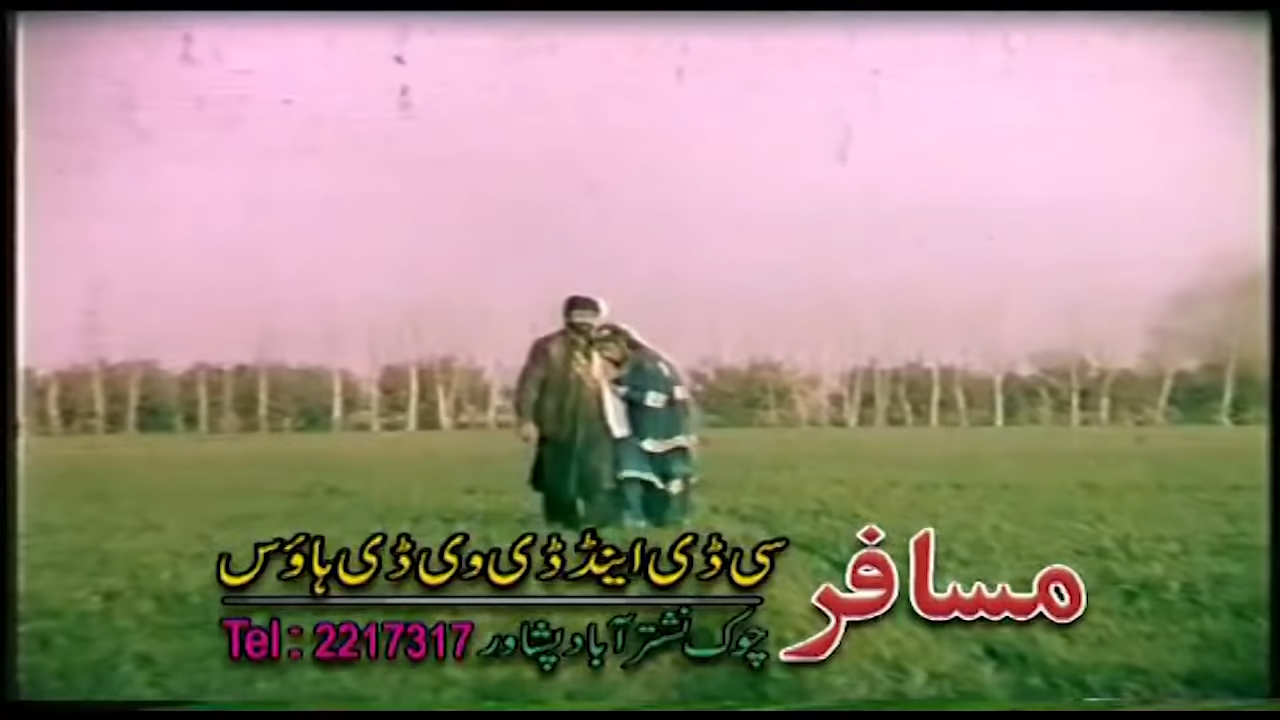 مسافر
سی ڈی اینڈ ڈی وی ڈی ہاؤس
چوک نشتر آباد پشاور Tel : 2217317